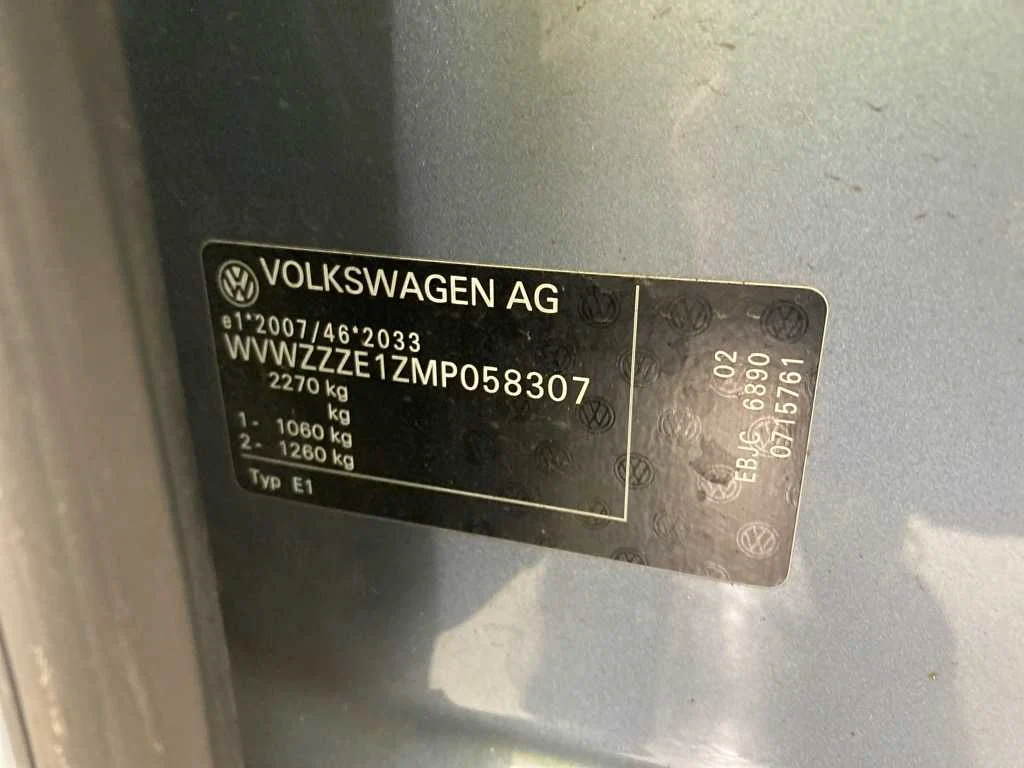 VOLKSWAGEN AG
e1*2007/46*2033
WVWZZZE1ZMP058307
2270 kg
kg
1- 1060 kg
2- 1260 kg
Typ E1
02
EBJG 6890
0715761